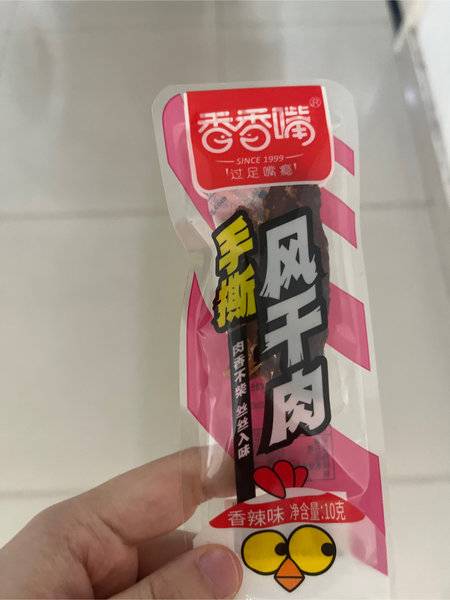 香香嘴®
SINCE 1999
过足嘴瘾
手撕
风干肉
肉香不柴 丝丝入味
香辣味 净含量:10克